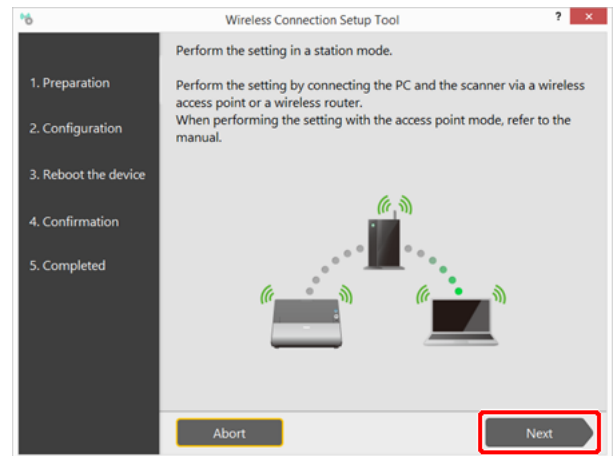 Wireless Connection Setup Tool
?
×
1. Preparation
2. Configuration
3. Reboot the device
4. Confirmation
5. Completed
Perform the setting in a station mode.
Perform the setting by connecting the PC and the scanner via a wireless
access point or a wireless router.
When performing the setting with the access point mode, refer to the
manual.
Abort
Next